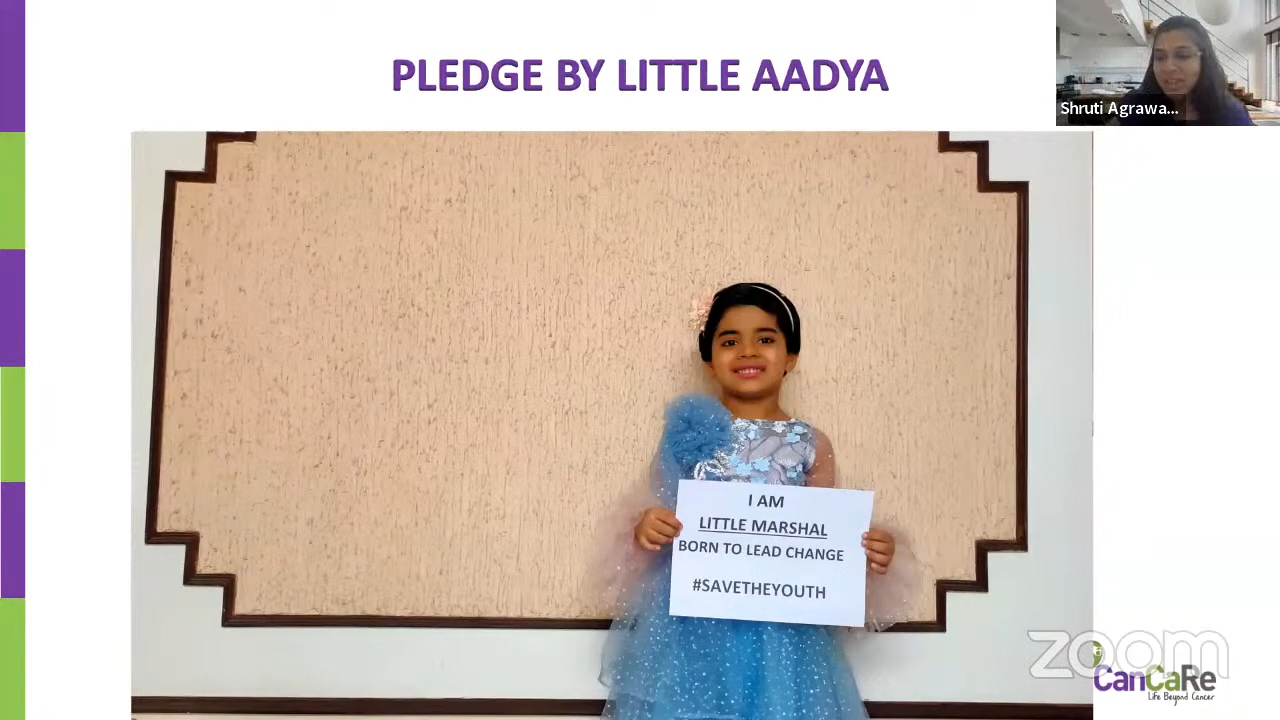 PLEDGE BY LITTLE AADYA
Shruti Agrawa...
I AM
LITTLE MARSHAL
BORN TO LEAD CHANGE
#SAVETHEYOUTH
zoom
CanCaRe
Life Beyond Cancer